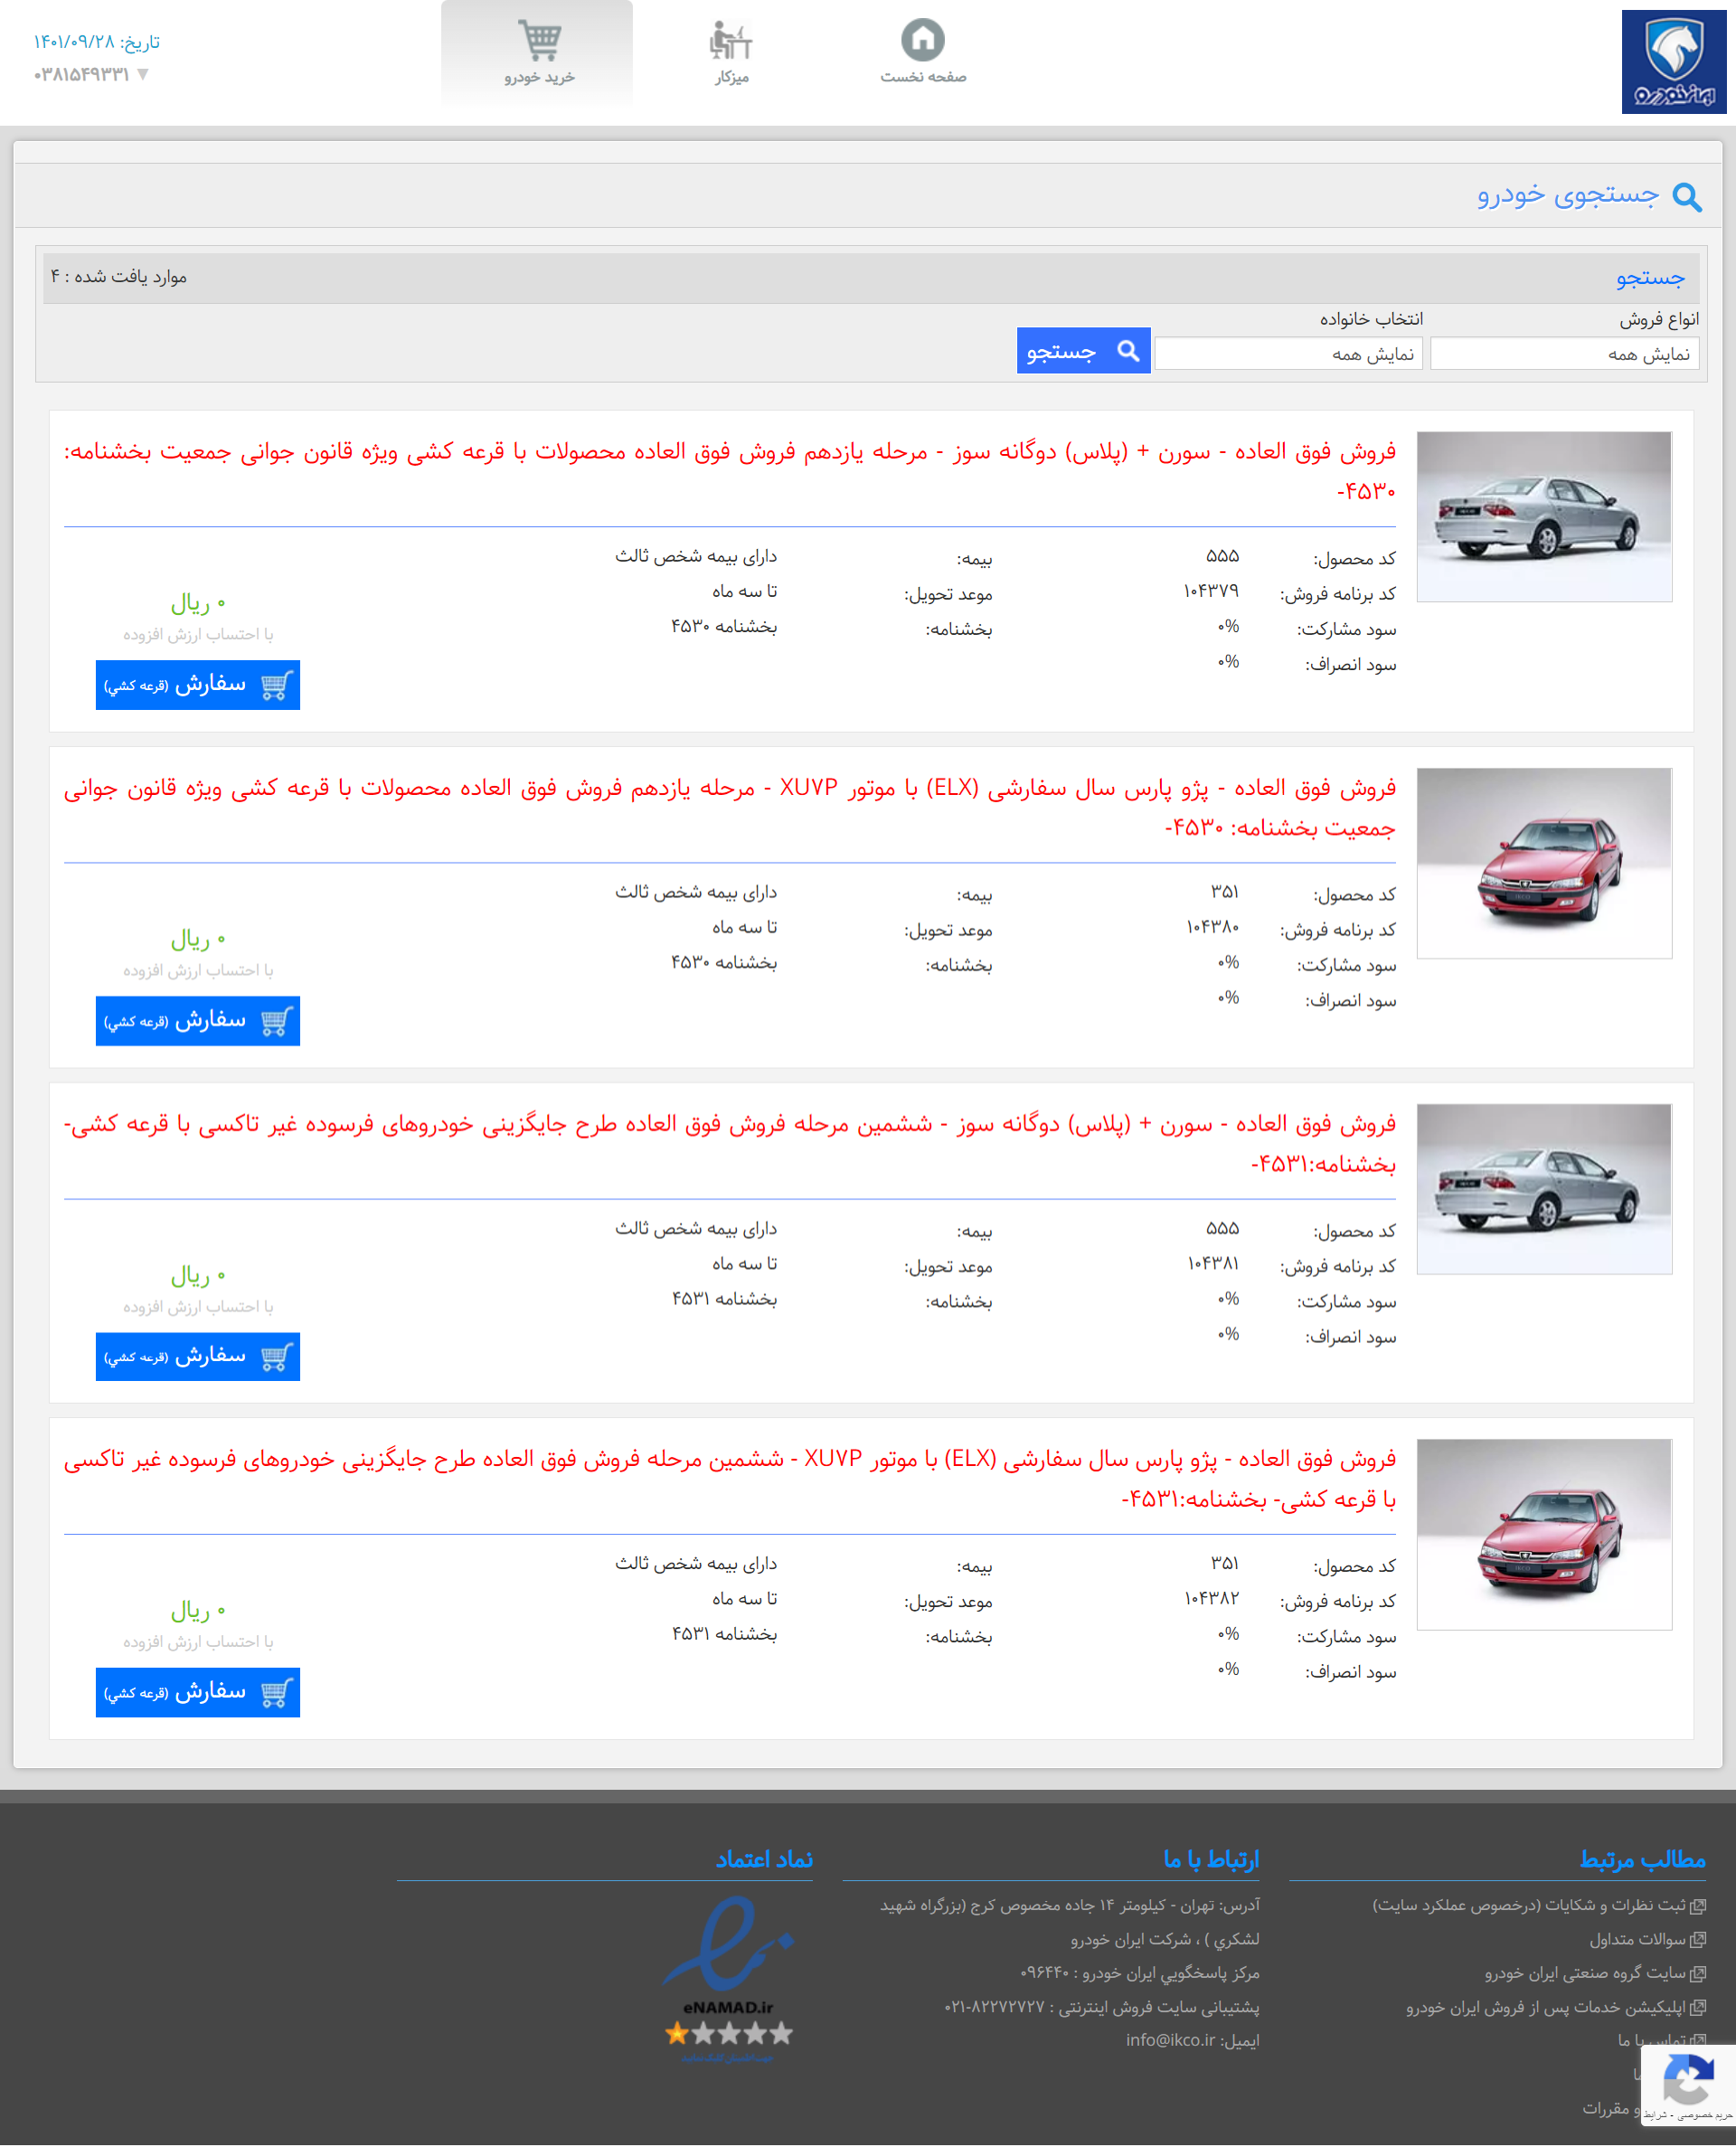 ایران خودرو
صفحه نخست
میزکار
خرید خودرو
تاریخ: ۱۴۰۱/۰۹/۲۸
۰۳۸۱۵۴۹۳۳۱ ▼
جستجوی خودرو
جستجو
موارد یافت شده : ۴
انواع فروش
انتخاب خانواده
نمایش همه
نمایش همه
جستجو
فروش فوق العاده - سورن + (پلاس) دوگانه سوز - مرحله یازدهم فروش فوق العاده محصولات با قرعه کشی ویژه قانون جوانی جمعیت بخشنامه:
۴۵۳۰-
کد محصول: ۵۵۵ بیمه: دارای بیمه شخص ثالث
کد برنامه فروش: ۱۰۴۳۷۹ موعد تحویل: تا سه ماه
سود مشارکت: ۰% بخشنامه: بخشنامه ۴۵۳۰
سود انصراف: ۰%
۰ ریال
با احتساب ارزش افزوده
سفارش (قرعه کشي)
فروش فوق العاده - پژو پارس سال سفارشی (ELX) با موتور XU۷P - مرحله یازدهم فروش فوق العاده محصولات با قرعه کشی ویژه قانون جوانی
جمعیت بخشنامه: ۴۵۳۰-
کد محصول: ۳۵۱ بیمه: دارای بیمه شخص ثالث
کد برنامه فروش: ۱۰۴۳۸۰ موعد تحویل: تا سه ماه
سود مشارکت: ۰% بخشنامه: بخشنامه ۴۵۳۰
سود انصراف: ۰%
۰ ریال
با احتساب ارزش افزوده
سفارش (قرعه کشي)
فروش فوق العاده - سورن + (پلاس) دوگانه سوز - ششمین مرحله فروش فوق العاده طرح جایگزینی خودروهای فرسوده غیر تاکسی با قرعه کشی-
بخشنامه:۴۵۳۱-
کد محصول: ۵۵۵ بیمه: دارای بیمه شخص ثالث
کد برنامه فروش: ۱۰۴۳۸۱ موعد تحویل: تا سه ماه
سود مشارکت: ۰% بخشنامه: بخشنامه ۴۵۳۱
سود انصراف: ۰%
۰ ریال
با احتساب ارزش افزوده
سفارش (قرعه کشي)
فروش فوق العاده - پژو پارس سال سفارشی (ELX) با موتور XU۷P - ششمین مرحله فروش فوق العاده طرح جایگزینی خودروهای فرسوده غیر تاکسی
با قرعه کشی- بخشنامه:۴۵۳۱-
کد محصول: ۳۵۱ بیمه: دارای بیمه شخص ثالث
کد برنامه فروش: ۱۰۴۳۸۲ موعد تحویل: تا سه ماه
سود مشارکت: ۰% بخشنامه: بخشنامه ۴۵۳۱
سود انصراف: ۰%
۰ ریال
با احتساب ارزش افزوده
سفارش (قرعه کشي)
مطالب مرتبط
ثبت نظرات و شکایات (درخصوص عملکرد سایت)
سوالات متداول
سایت گروه صنعتی ایران خودرو
اپلیکیشن خدمات پس از فروش ایران خودرو
تماس با ما
و مقررات
حریم خصوصی - شرایط
ارتباط با ما
آدرس: تهران - کیلومتر ۱۴ جاده مخصوص کرج (بزرگراه شهید
لشکري ) ، شرکت ایران خودرو
مرکز پاسخگويي ایران خودرو : ۰۹۶۴۴۰
پشتیبانی سایت فروش اینترنتی : ۰۲۱-۸۲۲۷۲۷۲۷
ایمیل: info@ikco.ir
نماد اعتماد
eNAMAD.ir